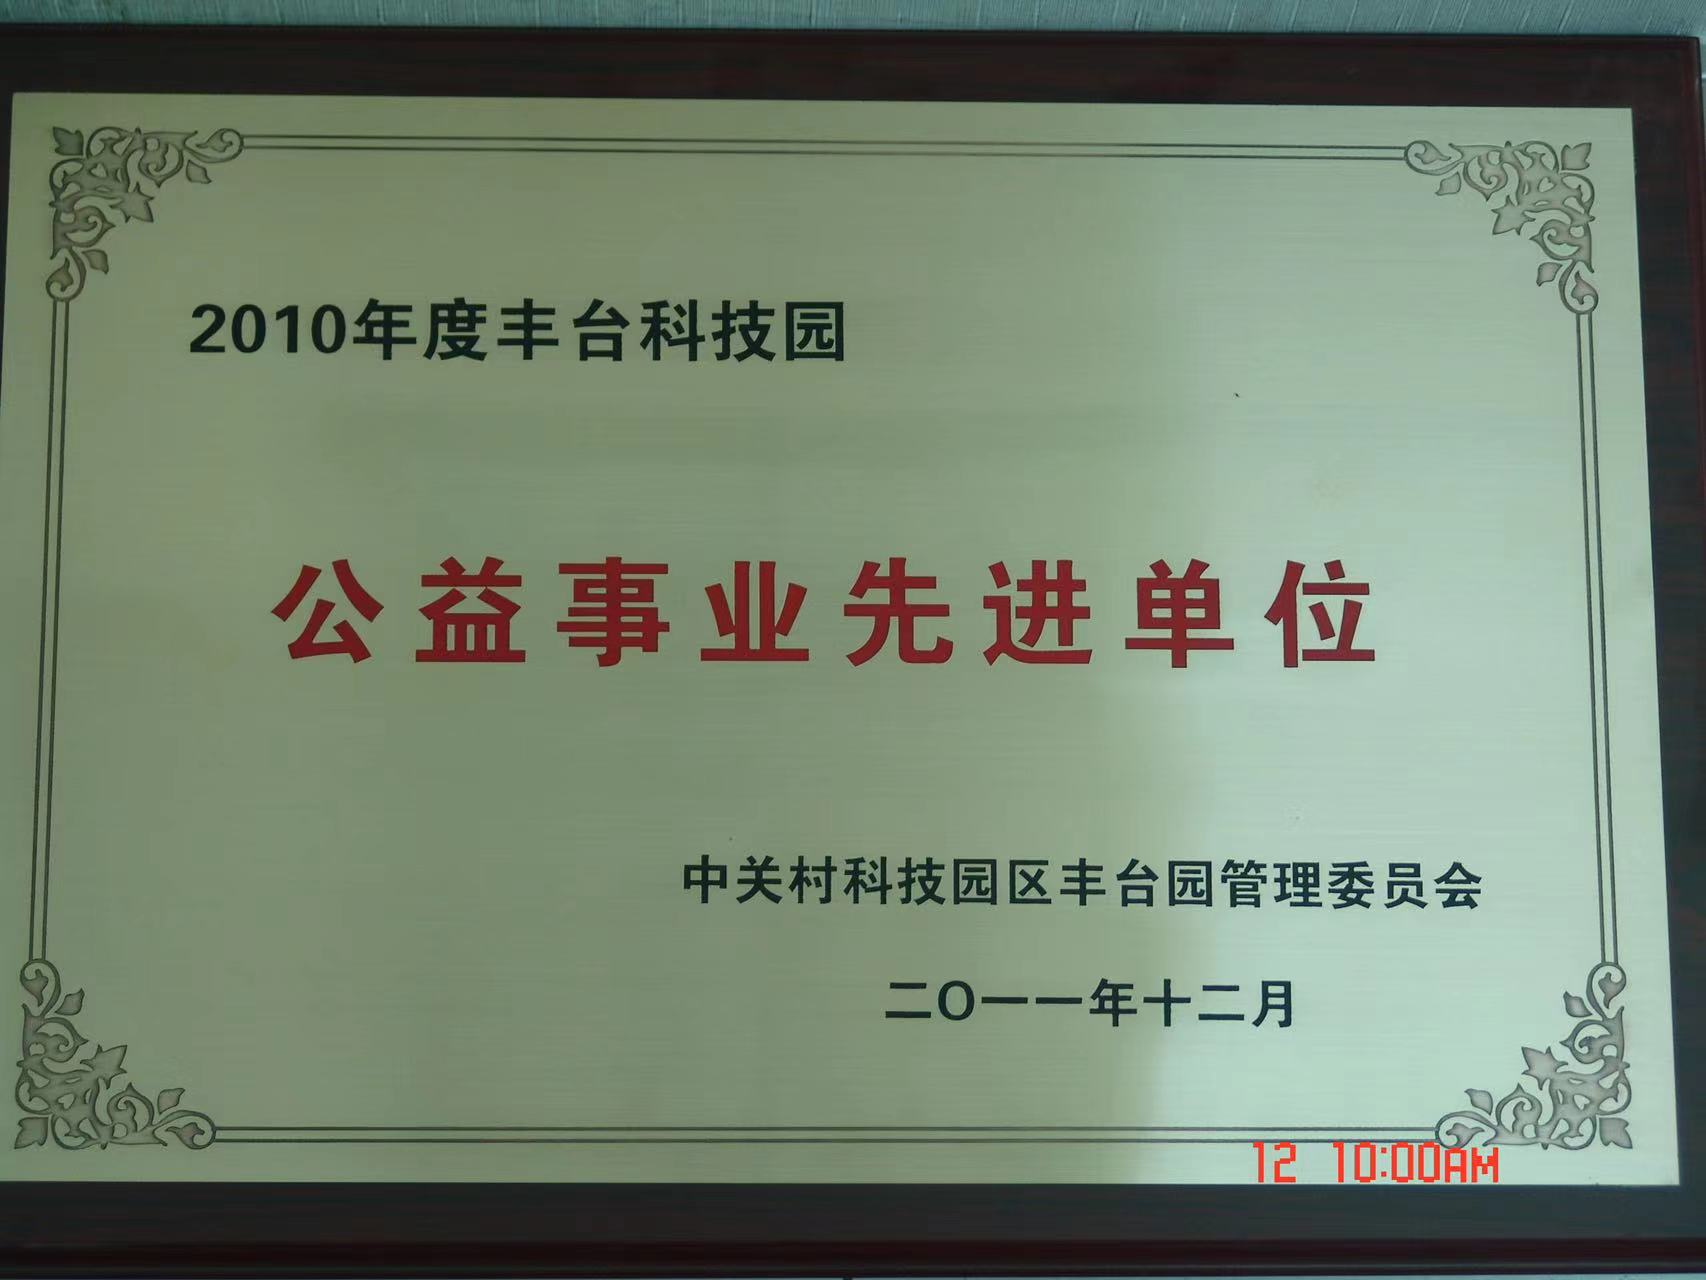 2010年度丰台科技园
公益事业先进单位
中关村科技园区丰台园管理委员会
二O一一年十二月
12 10:00AM